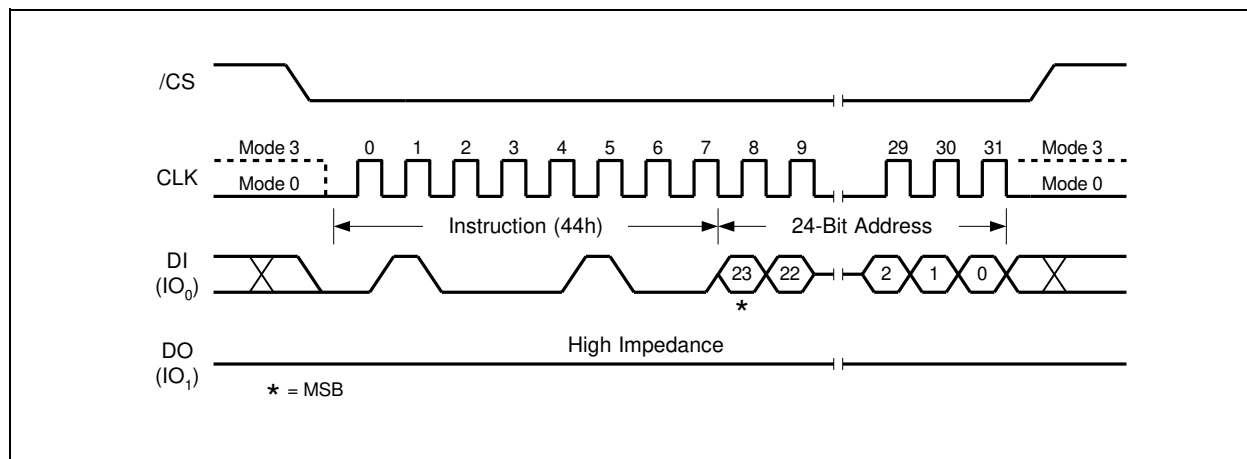 /CS
CLK
Mode 3
Mode 0
0 1 2 3 4 5 6 7 8 9 29 30 31
Mode 3
Mode 0
Instruction (44h)
24-Bit Address
DI
(IO0)
23 22 2 1 0
*
DO
(IO1)
High Impedance
* = MSB